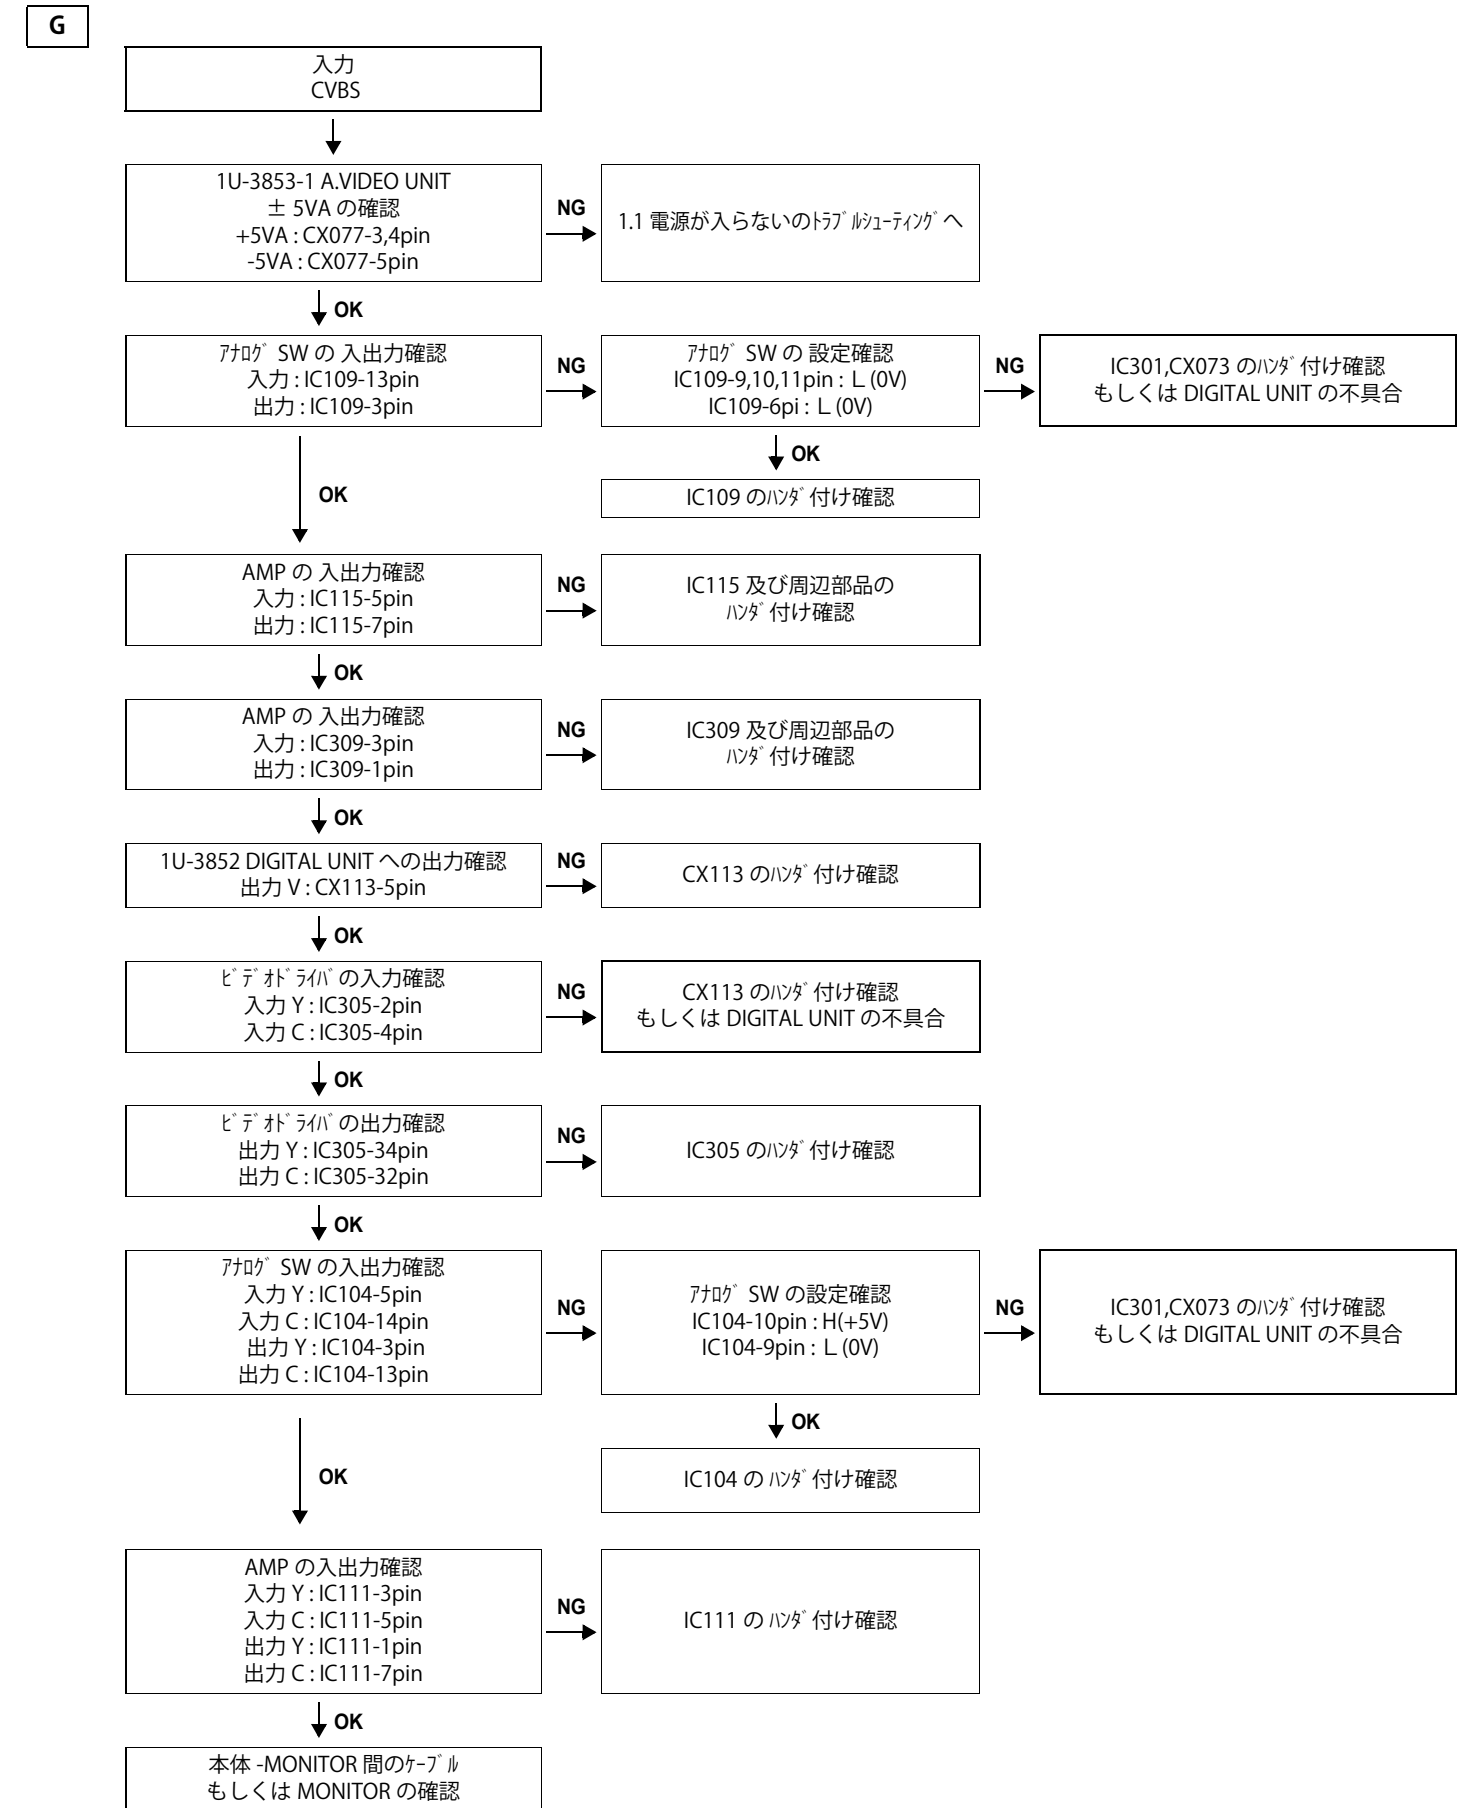 G
入力
CVBS
1U-3853-1 A.VIDEO UNIT
± 5VA の確認
+5VA : CX077-3,4pin
-5VA : CX077-5pin
NG
1.1 電源が入らないのﾄﾗﾌﾞﾙｼｭｰﾃｨﾝｸﾞへ
OK
ｱﾅﾛｸﾞ SW の 入出力確認
入力 : IC109-13pin
出力 : IC109-3pin
NG
ｱﾅﾛｸﾞ SW の 設定確認
IC109-9,10,11pin : L (0V)
IC109-6pi : L (0V)
NG
IC301,CX073 のﾊﾝﾀﾞ付け確認
もしくは DIGITAL UNIT の不具合
OK
IC109 のﾊﾝﾀﾞ付け確認
OK
AMP の 入出力確認
入力 : IC115-5pin
出力 : IC115-7pin
NG
IC115 及び周辺部品の
ﾊﾝﾀﾞ付け確認
OK
AMP の 入出力確認
入力 : IC309-3pin
出力 : IC309-1pin
NG
IC309 及び周辺部品の
ﾊﾝﾀﾞ付け確認
OK
1U-3852 DIGITAL UNIT への出力確認
出力 V : CX113-5pin
NG
CX113 のﾊﾝﾀﾞ付け確認
OK
ﾋﾞﾃﾞｵﾄﾞﾗｲﾊﾞの入力確認
入力 Y : IC305-2pin
入力 C : IC305-4pin
NG
CX113 のﾊﾝﾀﾞ付け確認
もしくは DIGITAL UNIT の不具合
OK
ﾋﾞﾃﾞｵﾄﾞﾗｲﾊﾞの出力確認
出力 Y : IC305-34pin
出力 C : IC305-32pin
NG
IC305 のﾊﾝﾀﾞ付け確認
OK
ｱﾅﾛｸﾞ SW の入出力確認
入力 Y : IC104-5pin
入力 C : IC104-14pin
出力 Y : IC104-3pin
出力 C : IC104-13pin
NG
ｱﾅﾛｸﾞ SW の設定確認
IC104-10pin : H(+5V)
IC104-9pin : L (0V)
NG
IC301,CX073 のﾊﾝﾀﾞ付け確認
もしくは DIGITAL UNIT の不具合
OK
IC104 の ﾊﾝﾀﾞ付け確認
OK
AMP の入出力確認
入力 Y : IC111-3pin
入力 C : IC111-5pin
出力 Y : IC111-1pin
出力 C : IC111-7pin
NG
IC111 の ﾊﾝﾀﾞ付け確認
OK
本体 -MONITOR 間のｹｰﾌﾞﾙ
もしくは MONITOR の確認